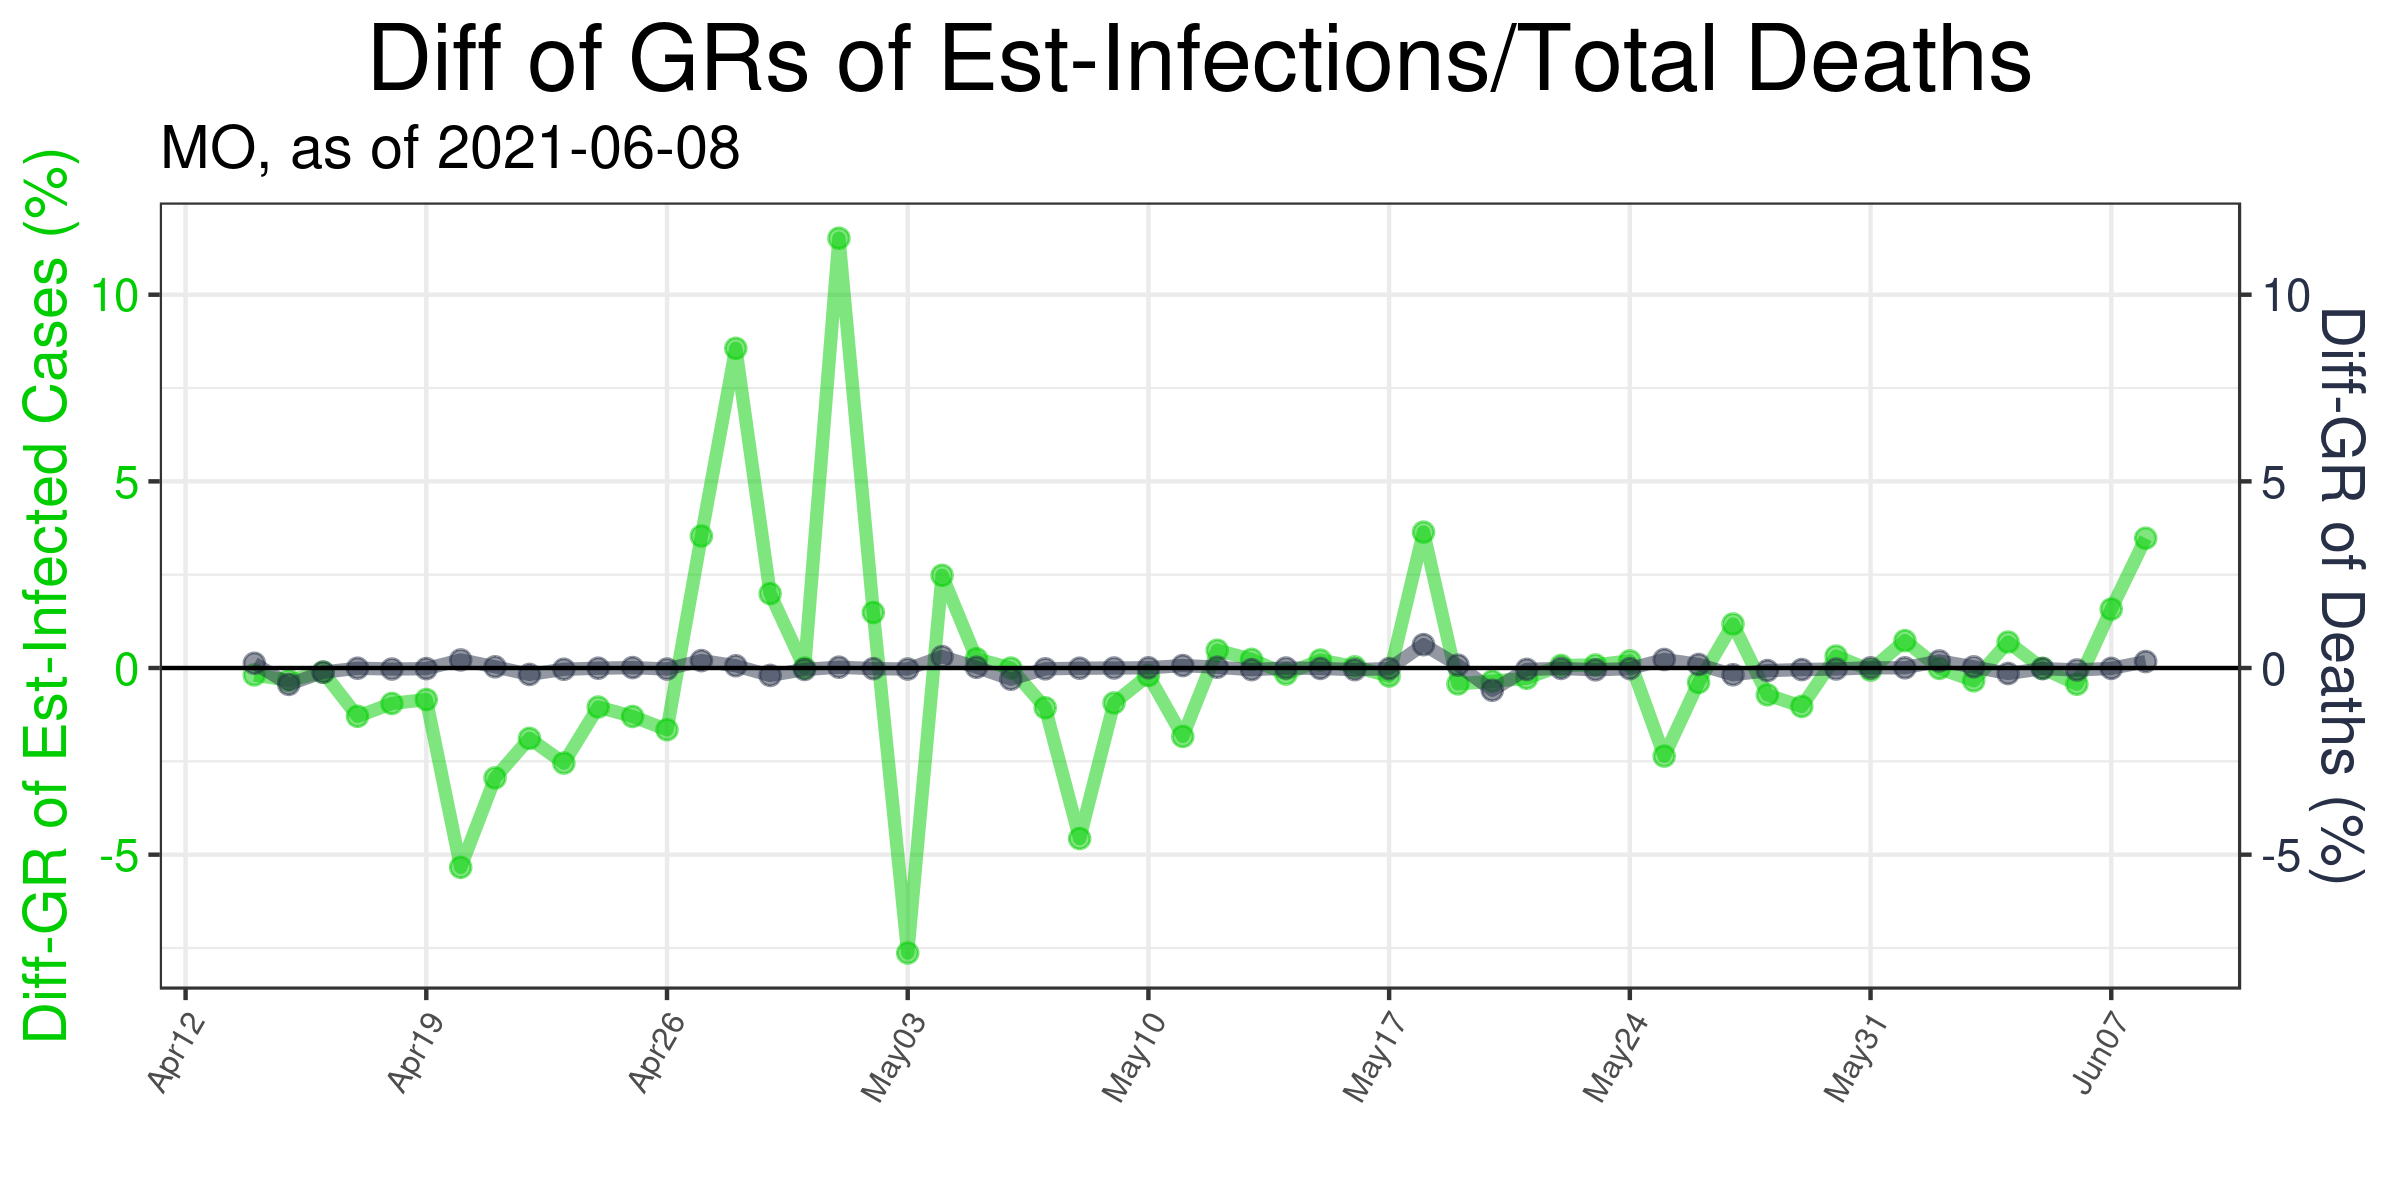 Diff of GRs of Est-Infections/Total Deaths
MO, as of 2021-06-08
Diff-GR of Est-Infected Cases (%)
10
5
0
-5
10
5
0
-5
Diff-GR of Deaths (%)
Apr12
Apr19
Apr26
May03
May10
May17
May24
May31
Jun07